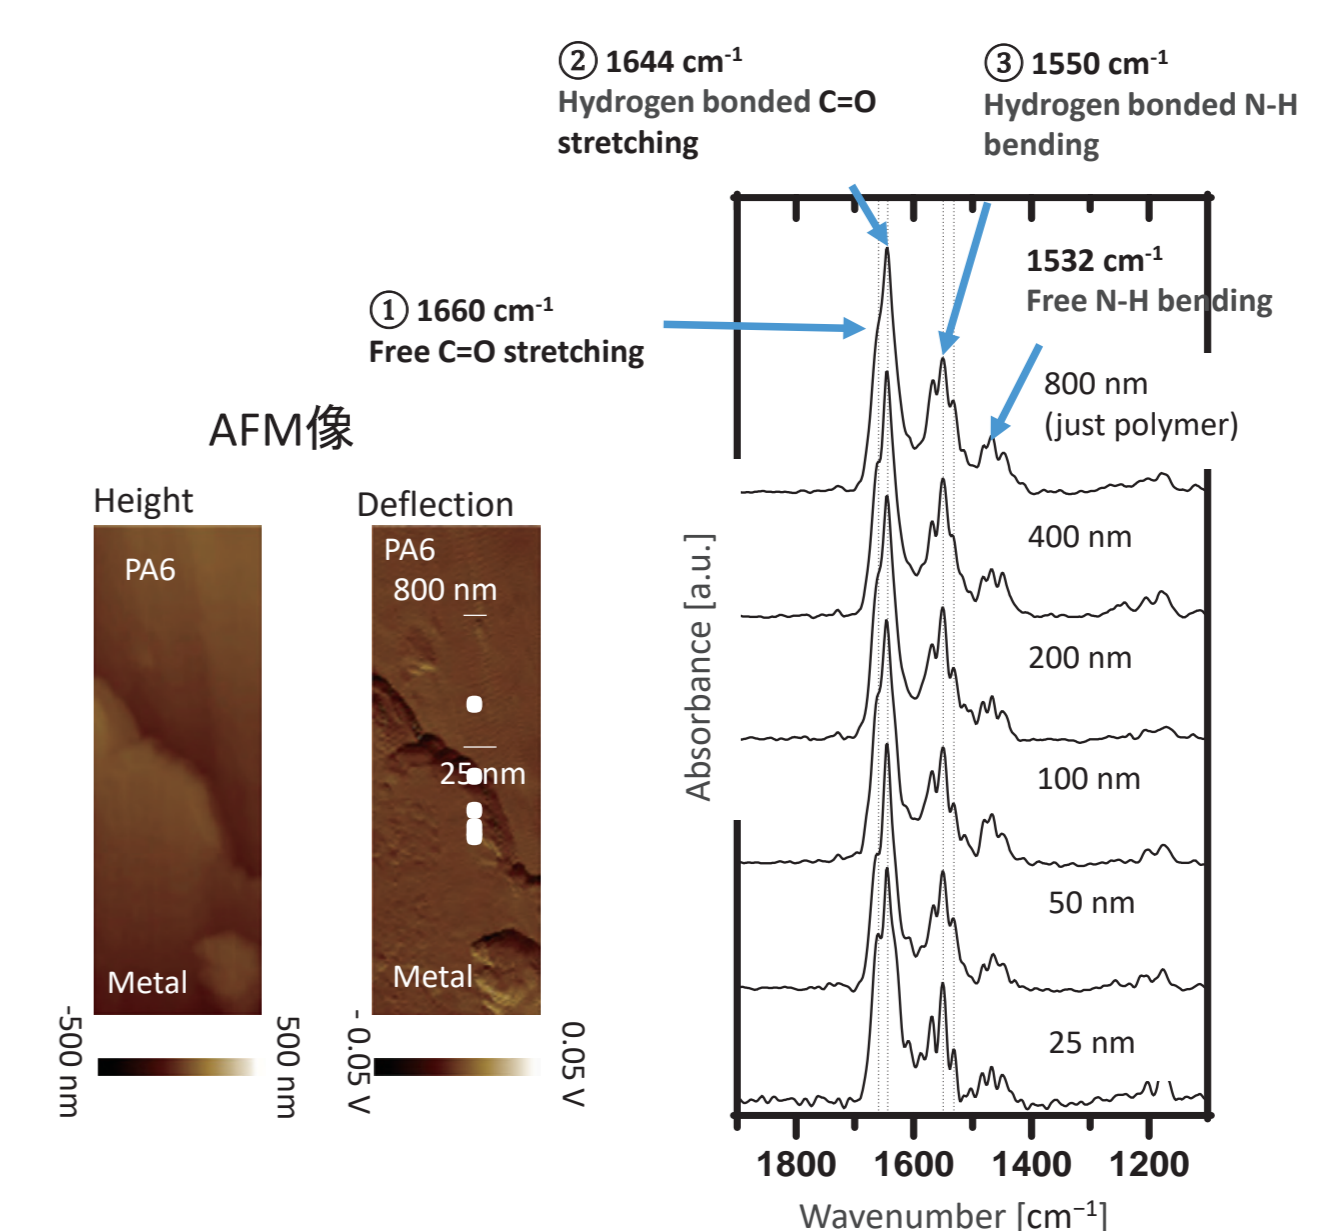 ② 1644 cm⁻¹
Hydrogen bonded C=O
stretching
③ 1550 cm⁻¹
Hydrogen bonded N-H
bending
1532 cm⁻¹
Free N-H bending
① 1660 cm⁻¹
Free C=O stretching
800 nm
(just polymer)
400 nm
200 nm
100 nm
50 nm
25 nm
Absorbance [a.u.]
1800 1600 1400 1200
Wavenumber [cm⁻¹]
AFM像
Height
PA6
Metal
-500 nm
500 nm
Deflection
PA6
800 nm
25 nm
Metal
- 0.05 V
0.05 V